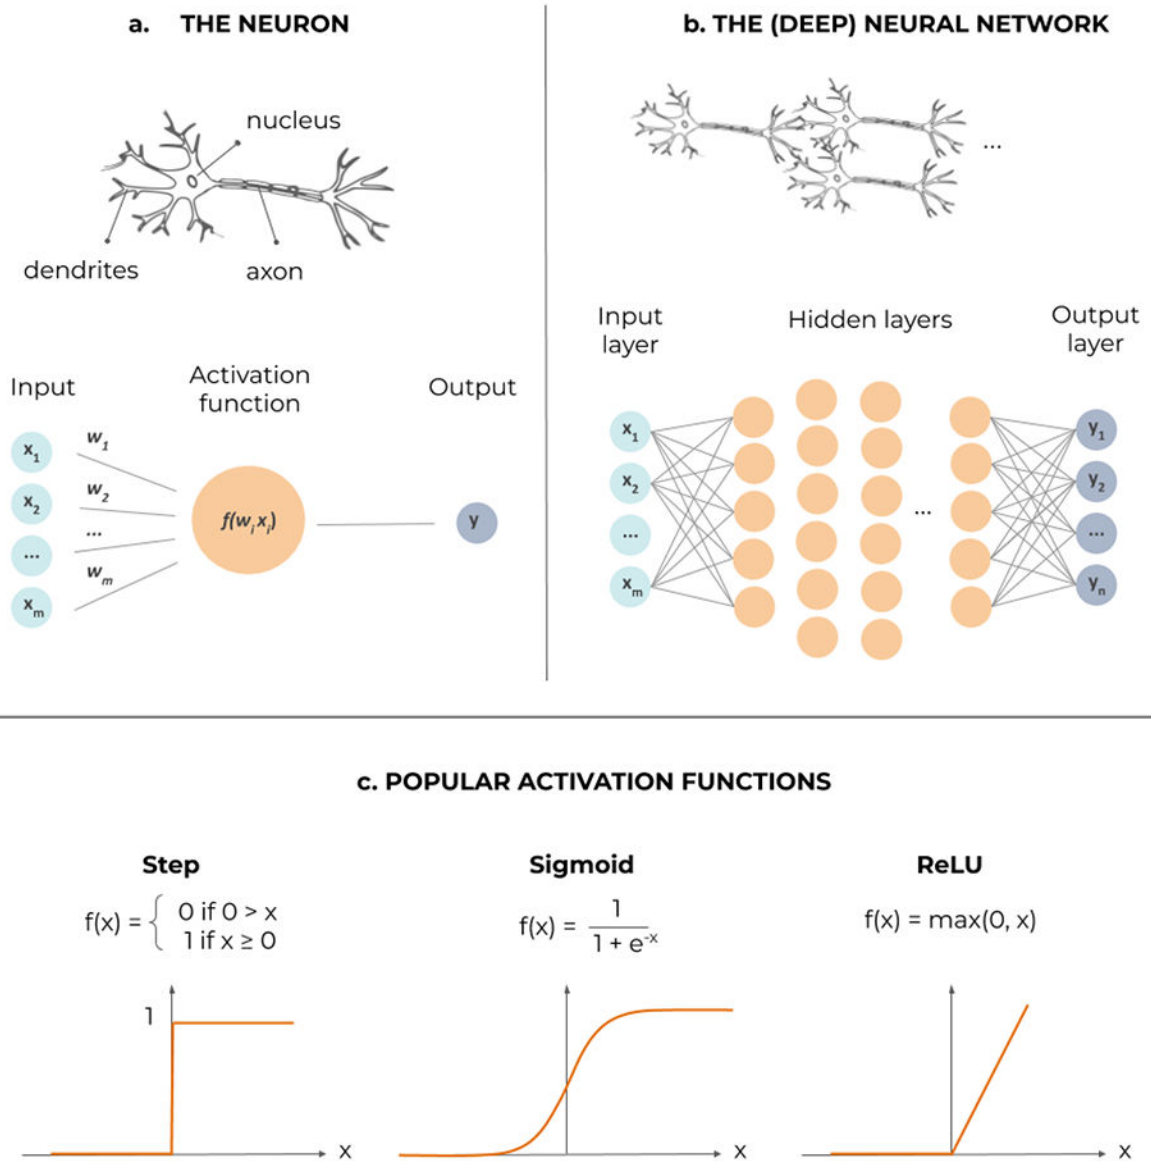 a. THE NEURON
nucleus
dendrites
axon
Input
Activation
function
Output
x₁
x₂
...
xₘ
w₁
w₂
...
wₘ
f(wᵢxᵢ)
y
b. THE (DEEP) NEURAL NETWORK
...
Input
layer
Hidden layers
Output
layer
x₁
x₂
...
xₘ
...
y₁
y₂
...
yₙ
c. POPULAR ACTIVATION FUNCTIONS
Step
f(x) = { 0 if 0 > x
1 if x ≥ 0
1
x
Sigmoid
f(x) = 1
1 + e⁻ˣ
x
ReLU
f(x) = max(0, x)
x